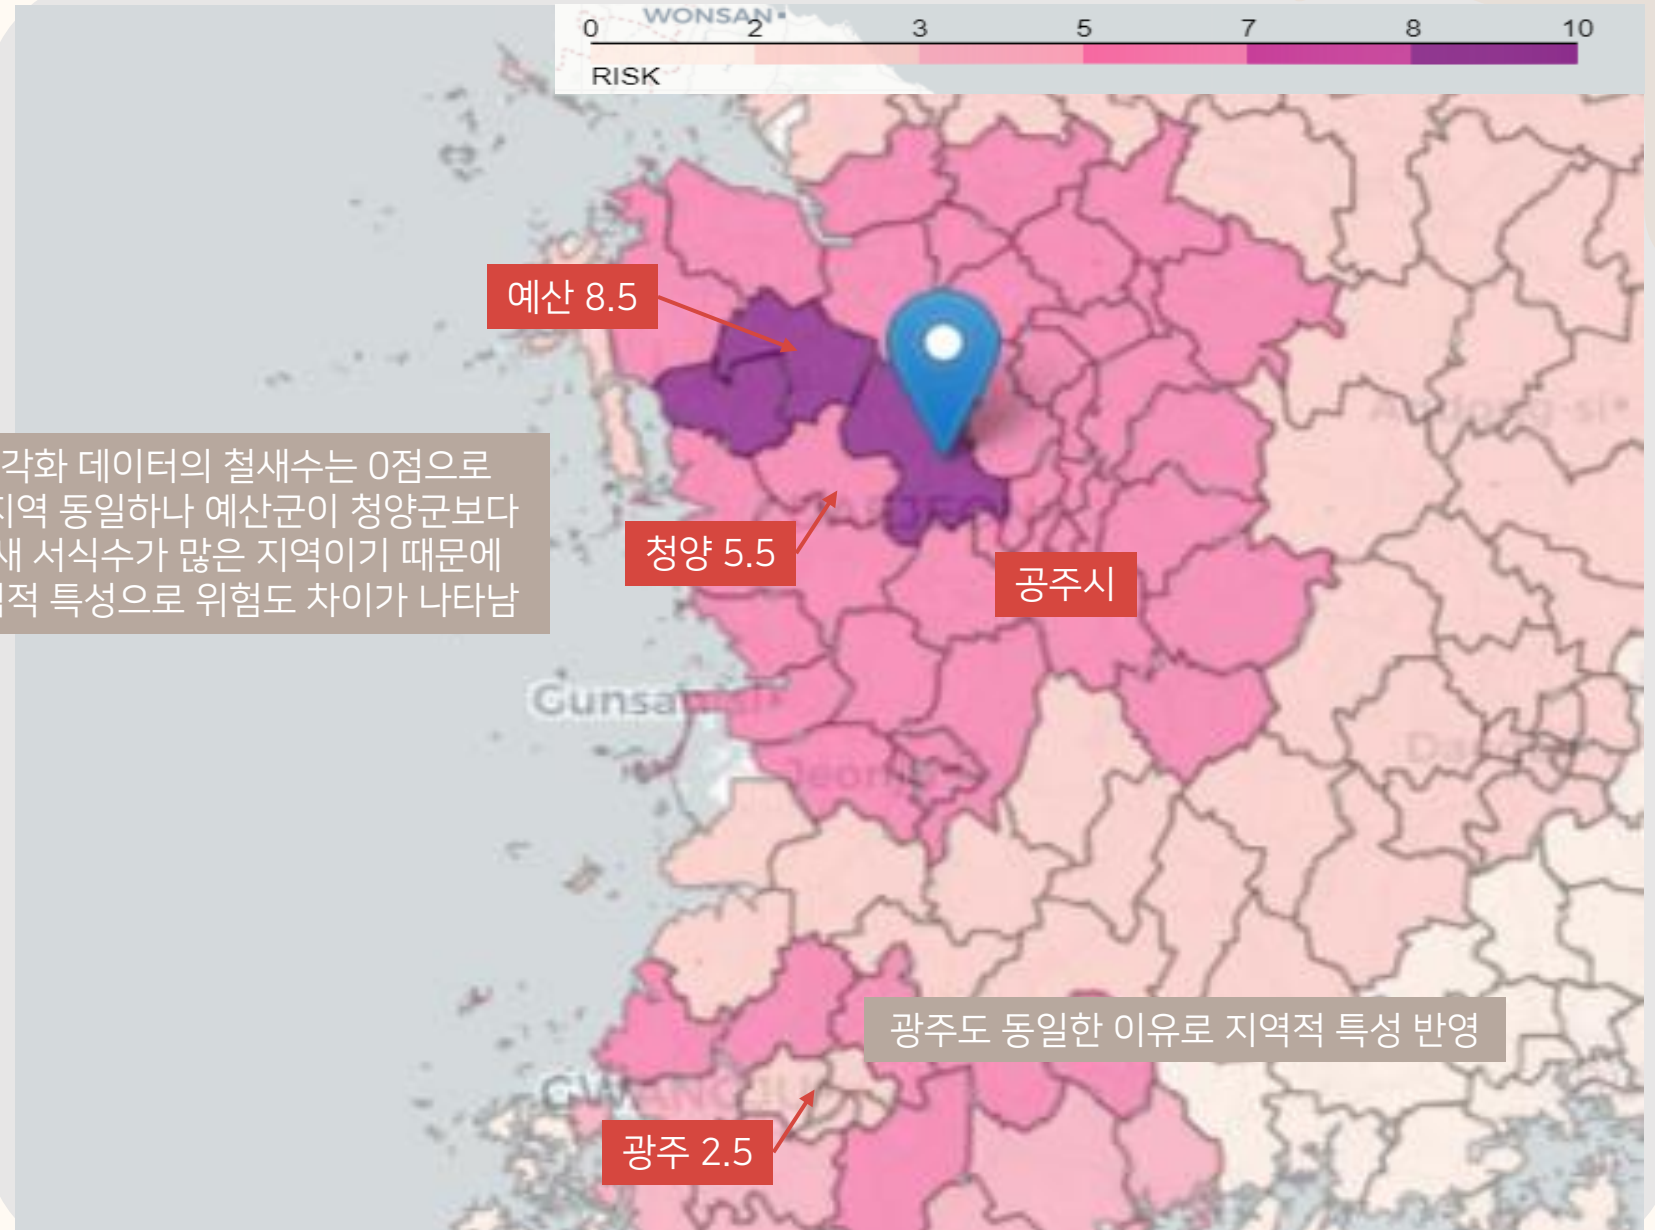 WONSAN
0 2 3 5 7 8 10
RISK
예산 8.5
각화 데이터의 철새수는 0점으로
지역 동일하나 예산군이 청양군보다
새 서식수가 많은 지역이기 때문에
적 특성으로 위험도 차이가 나타남
청양 5.5
공주시
Gunsan
광주도 동일한 이유로 지역적 특성 반영
광주 2.5